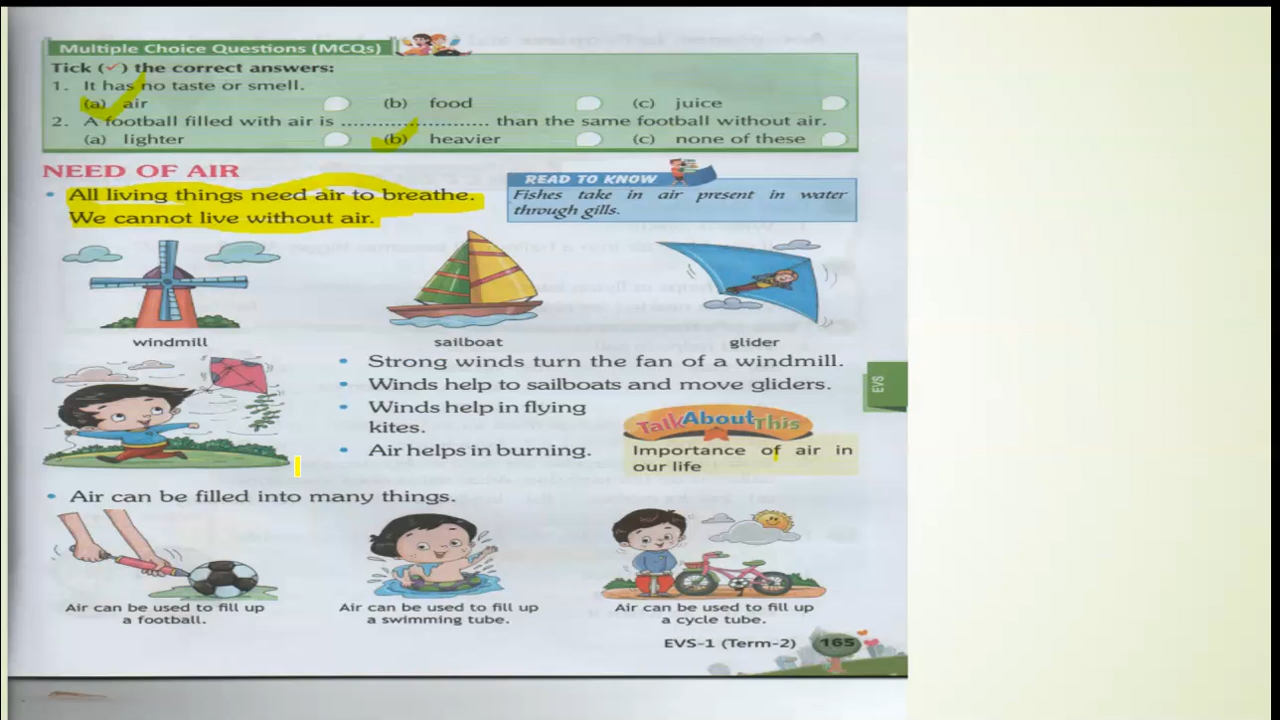 Multiple Choice Questions (MCQs)
Tick (✓) the correct answers:
1. It has no taste or smell.
(a) air (b) food (c) juice
2. A football filled with air is ........................ than the same football without air.
(a) lighter (b) heavier (c) none of these
NEED OF AIR
• All living things need air to breathe.
We cannot live without air.
READ TO KNOW
Fishes take in air present in water
through gills.
windmill sailboat glider
• Strong winds turn the fan of a windmill.
• Winds help to sailboats and move gliders.
• Winds help in flying
kites.
• Air helps in burning.
EVS
Talk About This
Importance of air in
our life
• Air can be filled into many things.
Air can be used to fill up
a football.
Air can be used to fill up
a swimming tube.
Air can be used to fill up
a cycle tube.
EVS-1 (Term-2) 165